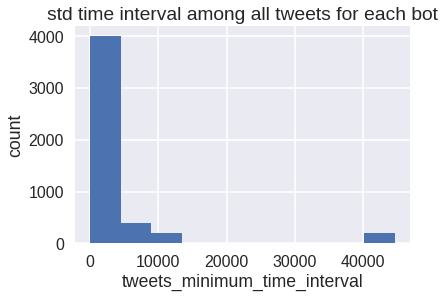 std time interval among all tweets for each bot
4000
3000
2000
1000
0
count
0 10000 20000 30000 40000
tweets_minimum_time_interval